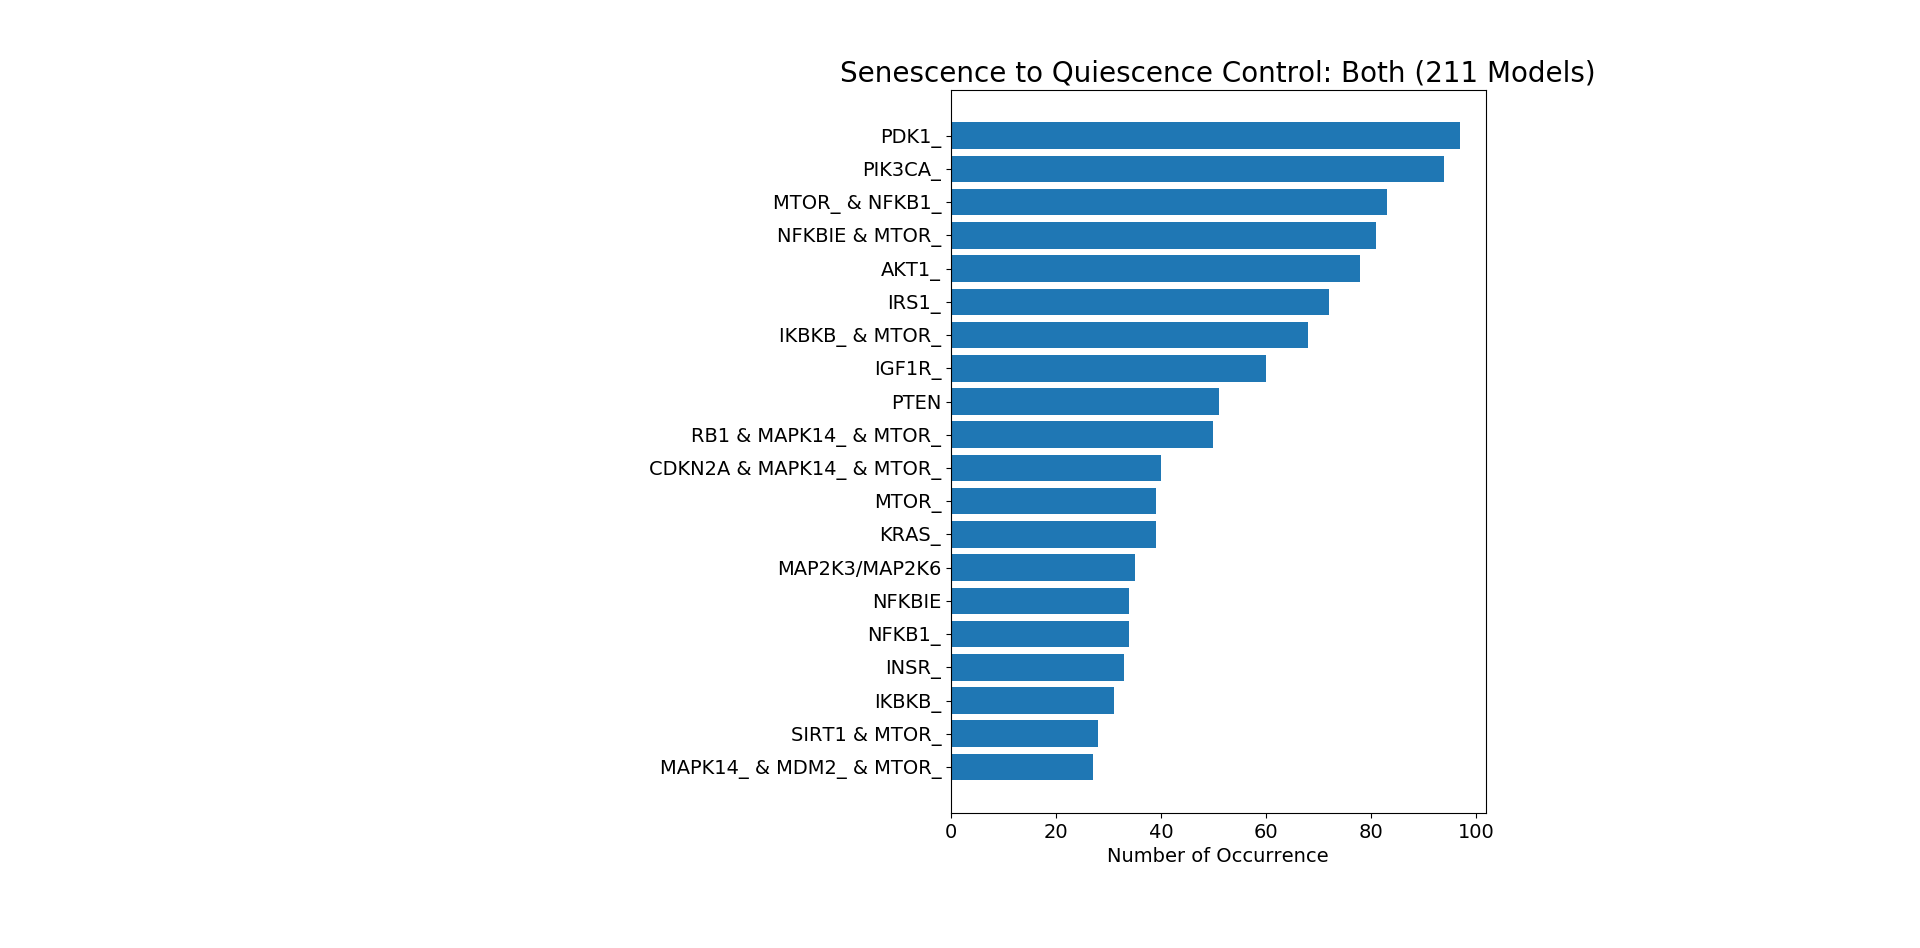 Senescence to Quiescence Control: Both (211 Models)
PDK1_
PIK3CA_
MTOR_ & NFKB1_
NFKBIE & MTOR_
AKT1_
IRS1_
IKBKB_ & MTOR_
IGF1R_
PTEN
RB1 & MAPK14_ & MTOR_
CDKN2A & MAPK14_ & MTOR_
MTOR_
KRAS_
MAP2K3/MAP2K6
NFKBIE
NFKB1_
INSR_
IKBKB_
SIRT1 & MTOR_
MAPK14_ & MDM2_ & MTOR_
0 20 40 60 80 100
Number of Occurrence